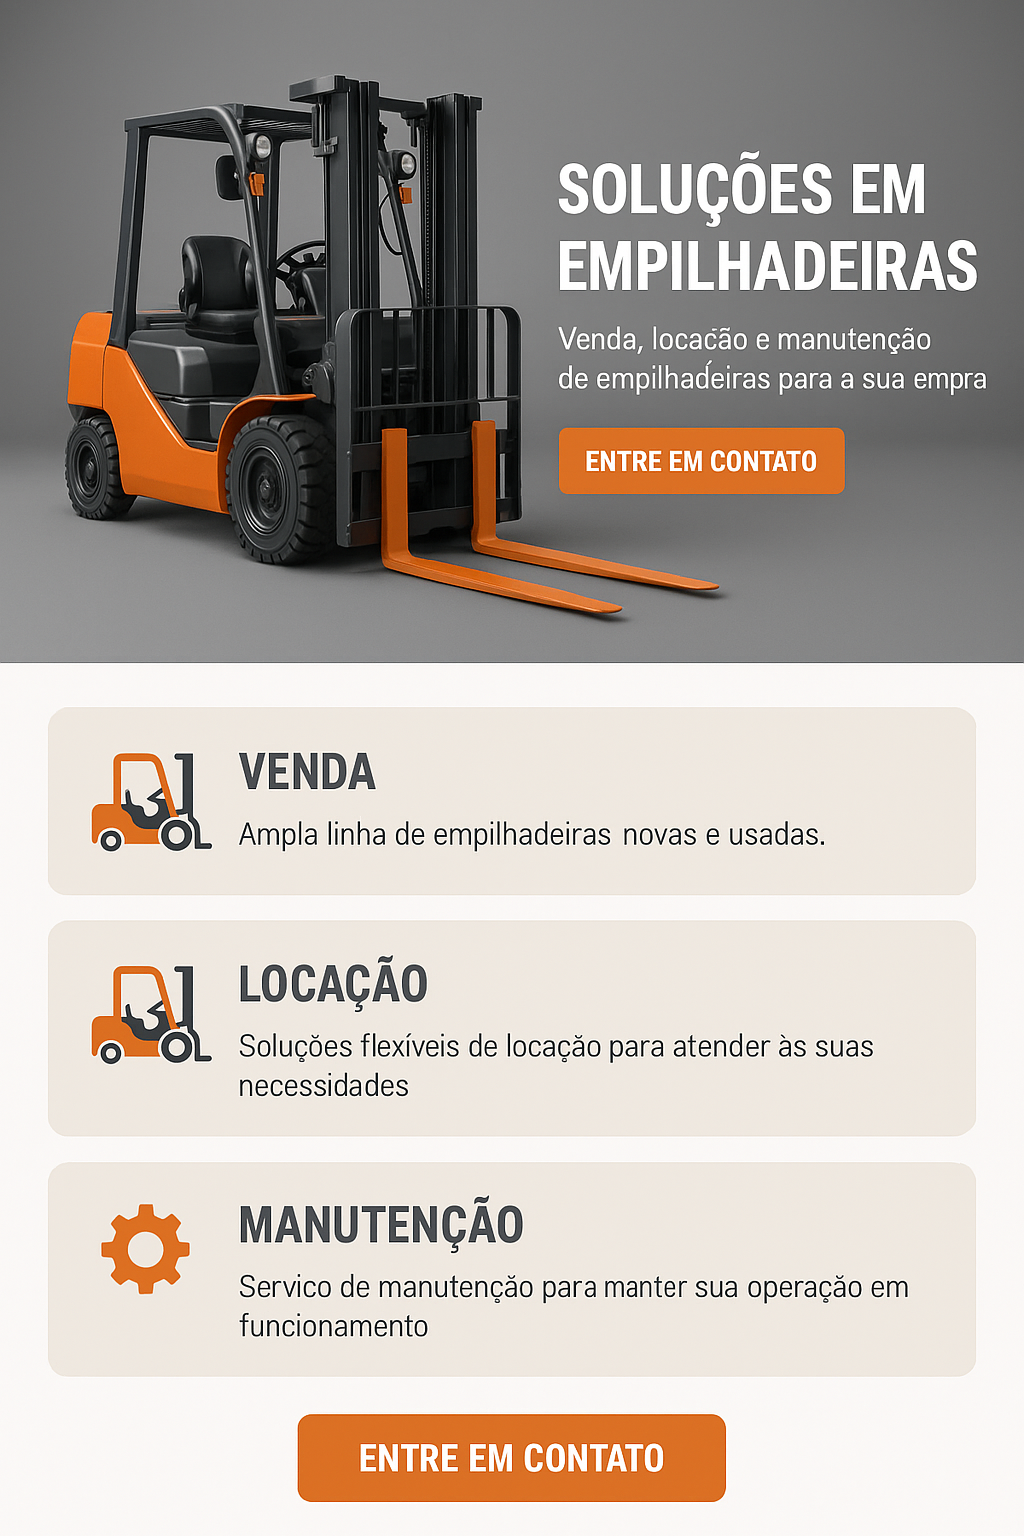 SOLUÇÕES EM
EMPILHADEIRAS
Venda, locacão e manutenção
de empilhadeiras para a sua empra
ENTRE EM CONTATO
VENDA
Ampla linha de empilhadeiras novas e usadas.
LOCAÇÃO
Soluções flexíveis de locação para atender às suas
necessidades
MANUTENÇÃO
Servico de manutenção para manter sua operação em
funcionamento
ENTRE EM CONTATO